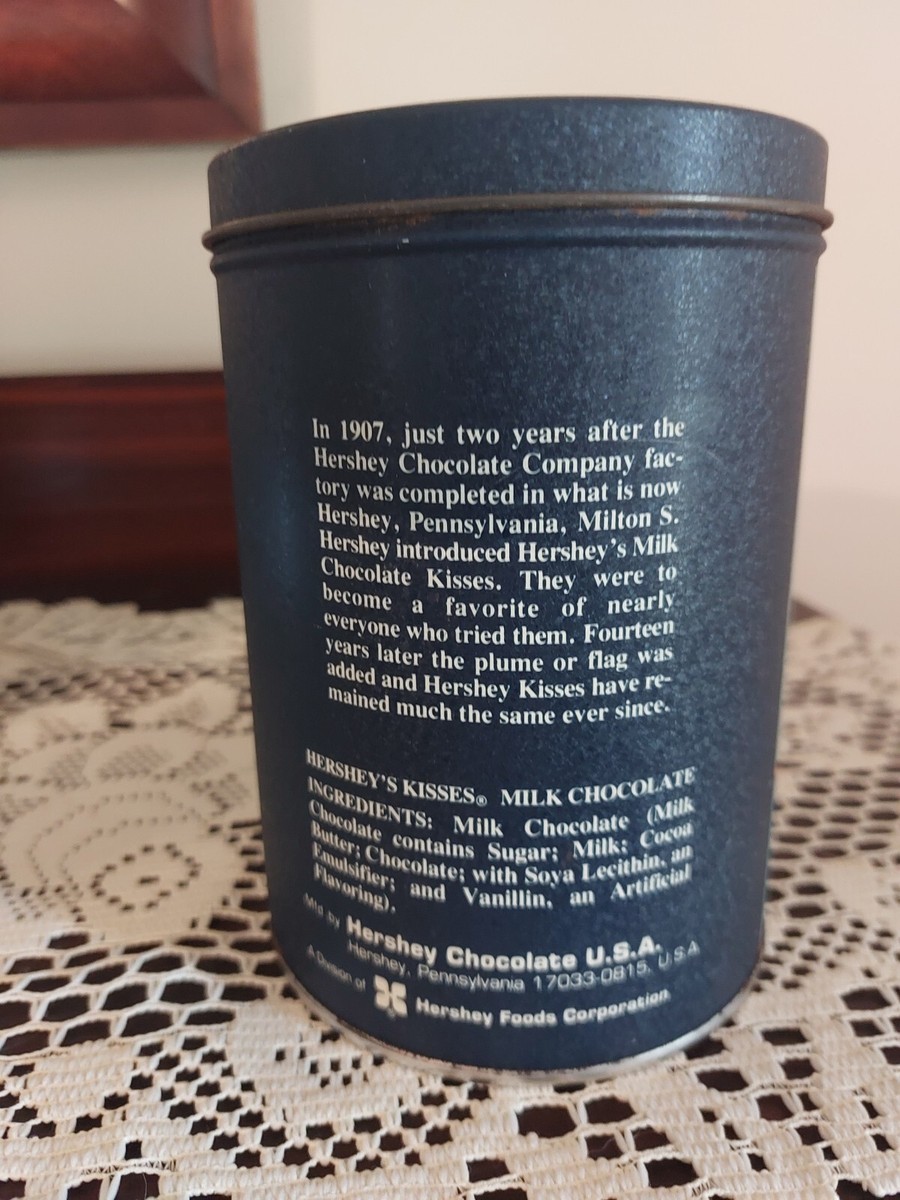 In 1907, just two years after the
Hershey Chocolate Company fac-
tory was completed in what is now
Hershey, Pennsylvania, Milton S.
Hershey introduced Hershey's Milk
Chocolate Kisses. They were to
become a favorite of nearly
everyone who tried them. Fourteen
years later the plume or flag was
added and Hershey Kisses have re-
mained much the same ever since.
HERSHEY'S KISSES® MILK CHOCOLATE
INGREDIENTS: Milk Chocolate (Milk
Chocolate contains Sugar; Milk; Cocoa
Butter; Chocolate; with Soya Lecithin, an
Emulsifier; and Vanillin, an Artificial
Flavoring).
Mfd by Hershey Chocolate U.S.A.
Hershey, Pennsylvania 17033-0815, U.S.A.
A Division of Hershey Foods Corporation